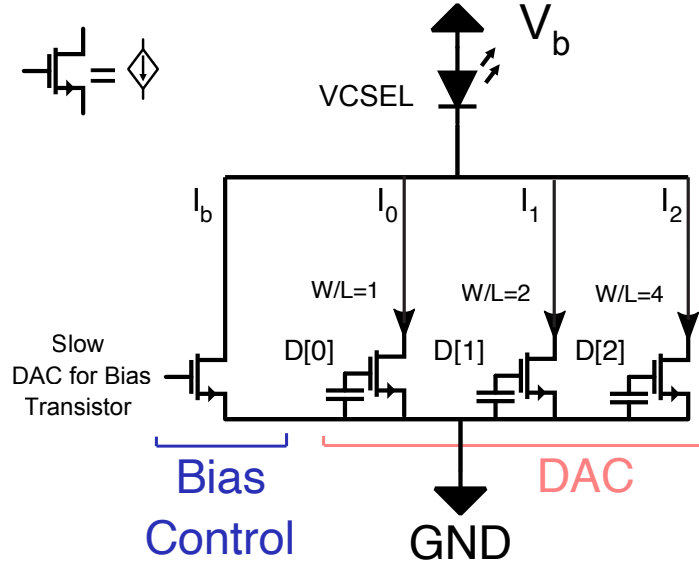 V_b
VCSEL
I_b
I_0
I_1
I_2
W/L=1
W/L=2
W/L=4
Slow
DAC for Bias
Transistor
D[0]
D[1]
D[2]
Bias
Control
DAC
GND